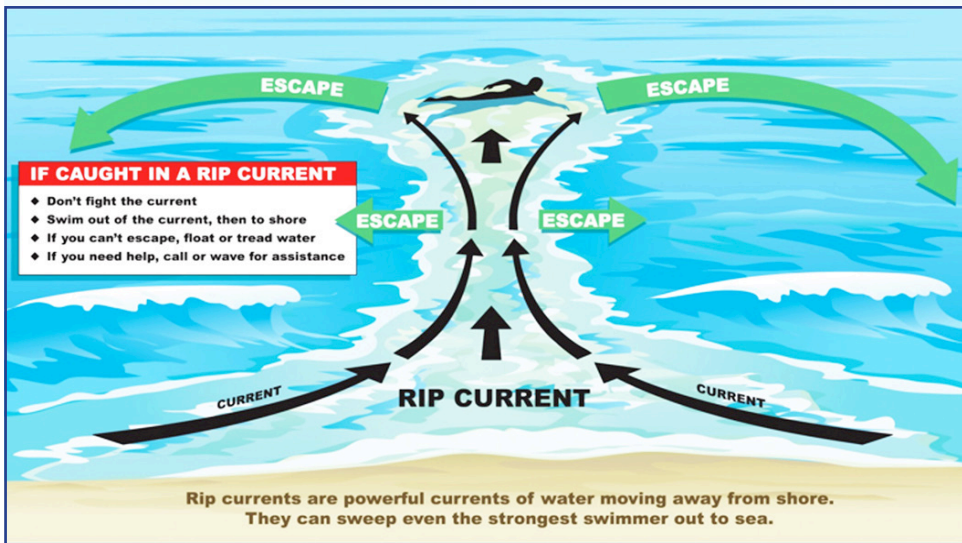 ESCAPE
ESCAPE
IF CAUGHT IN A RIP CURRENT
◆ Don't fight the current
◆ Swim out of the current, then to shore
◆ If you can't escape, float or tread water
◆ If you need help, call or wave for assistance
ESCAPE
ESCAPE
CURRENT
RIP CURRENT
CURRENT
Rip currents are powerful currents of water moving away from shore.
They can sweep even the strongest swimmer out to sea.